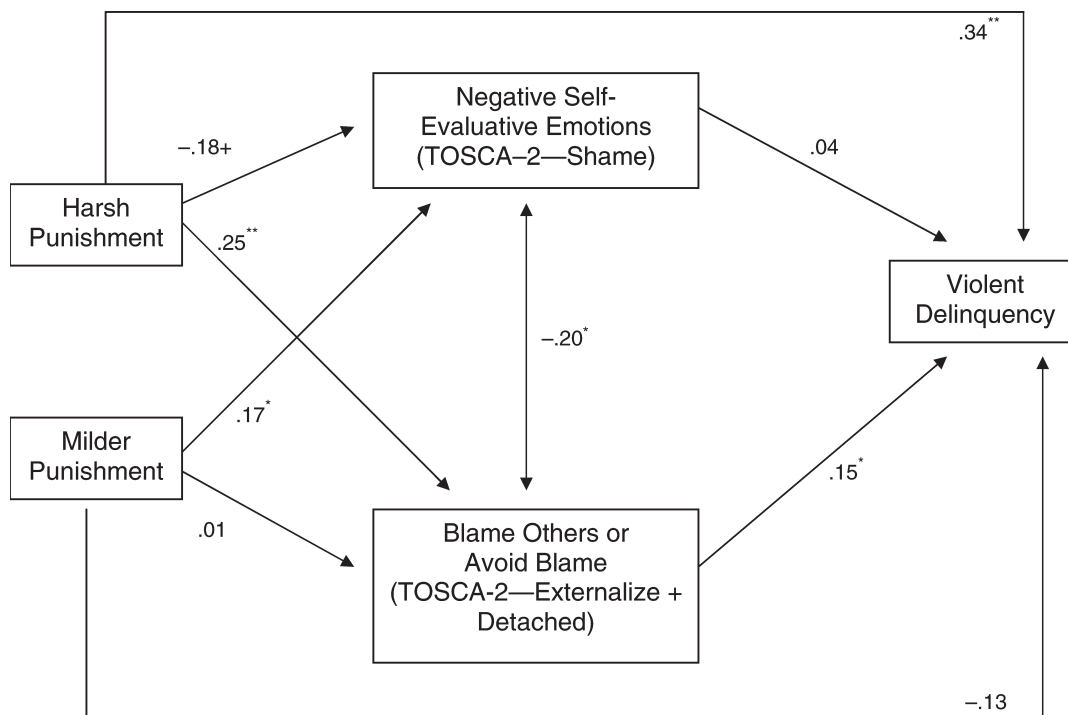 .34**
Negative Self-
Evaluative Emotions
(TOSCA–2—Shame)
–.18+
.04
Harsh
Punishment
.25**
Violent
Delinquency
–.20*
.17*
Milder
Punishment
.15*
.01
Blame Others or
Avoid Blame
(TOSCA-2—Externalize +
Detached)
–.13